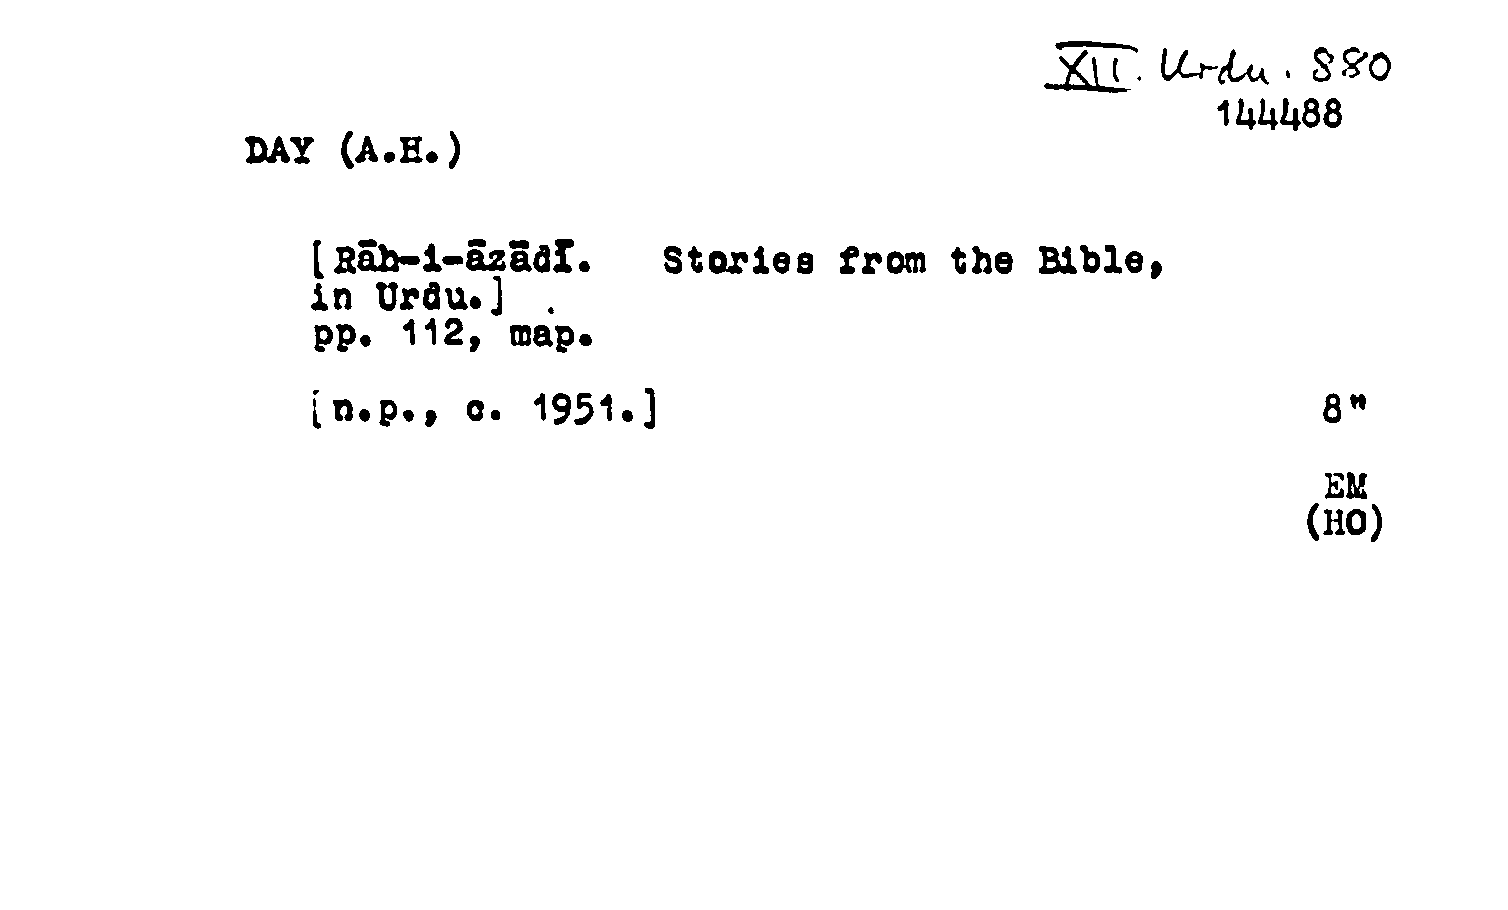 XII. Urdu. 880
144488
DAY (A.H.)
[Rāh-i-āzādī. Stories from the Bible,
in Urdu.]
pp. 112, map.
[n.p., c. 1951.] 8"
EM
(HO)